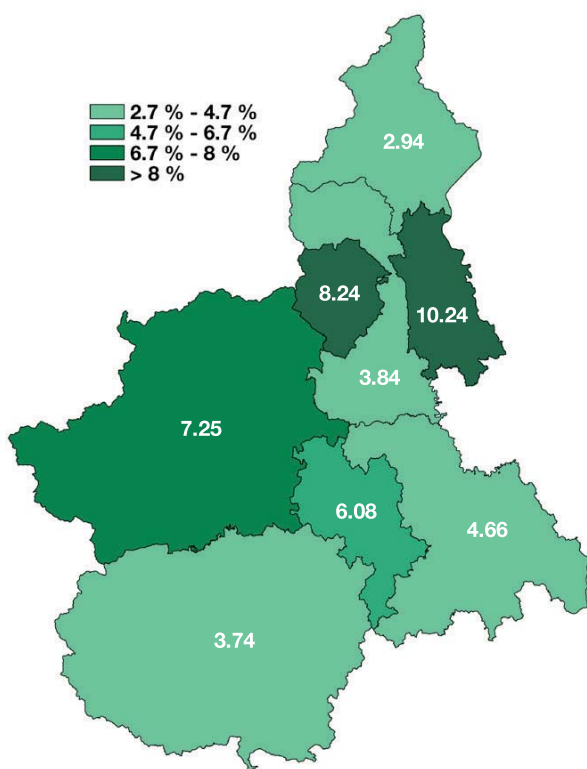 2.7 % - 4.7 %
4.7 % - 6.7 %
6.7 % - 8 %
> 8 %
2.94
8.24
10.24
3.84
7.25
6.08
4.66
3.74